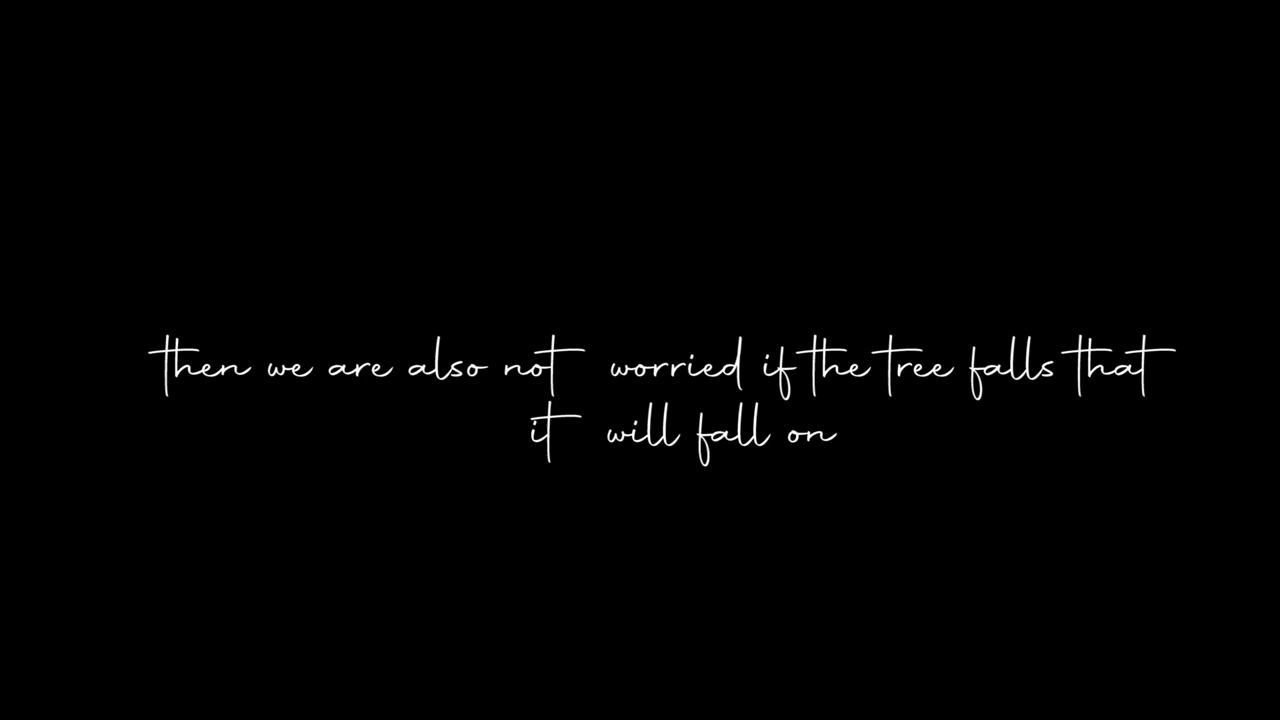 then we are also not worried if the tree falls that
it will fall on